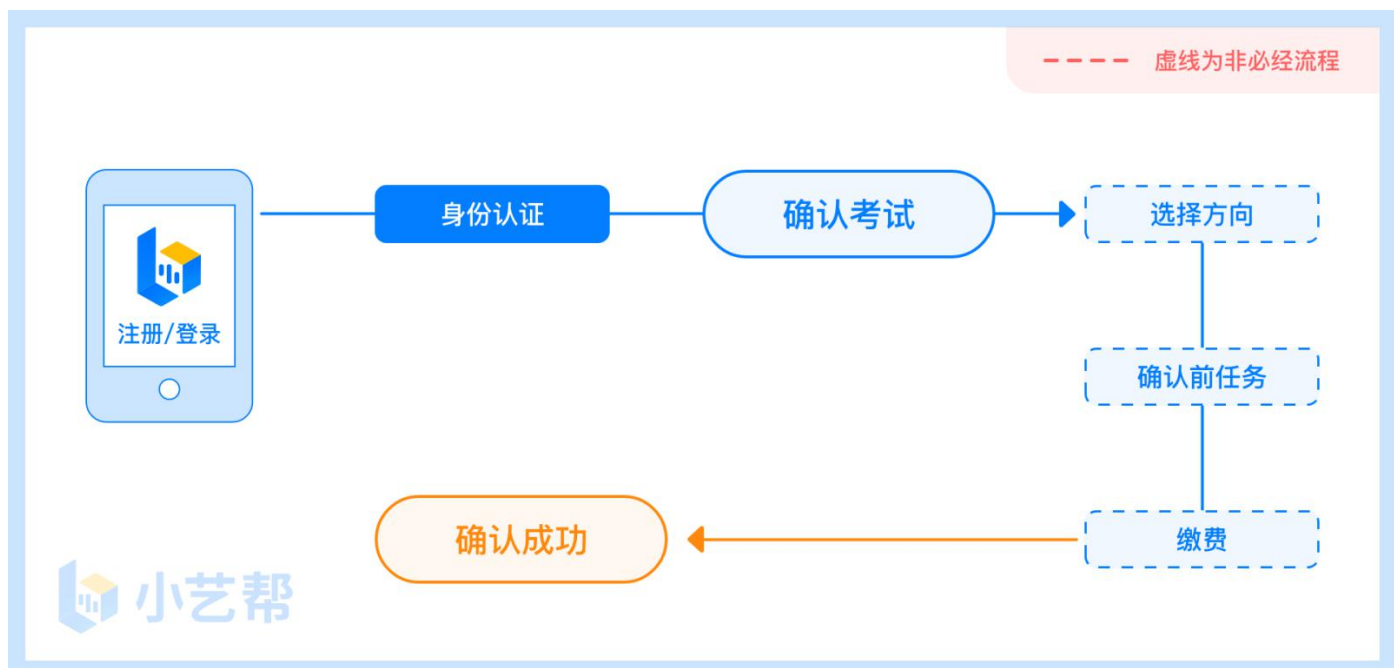 虚线为非必经流程
身份认证
确认考试
选择方向
注册/登录
确认前任务
确认成功
缴费
小艺帮